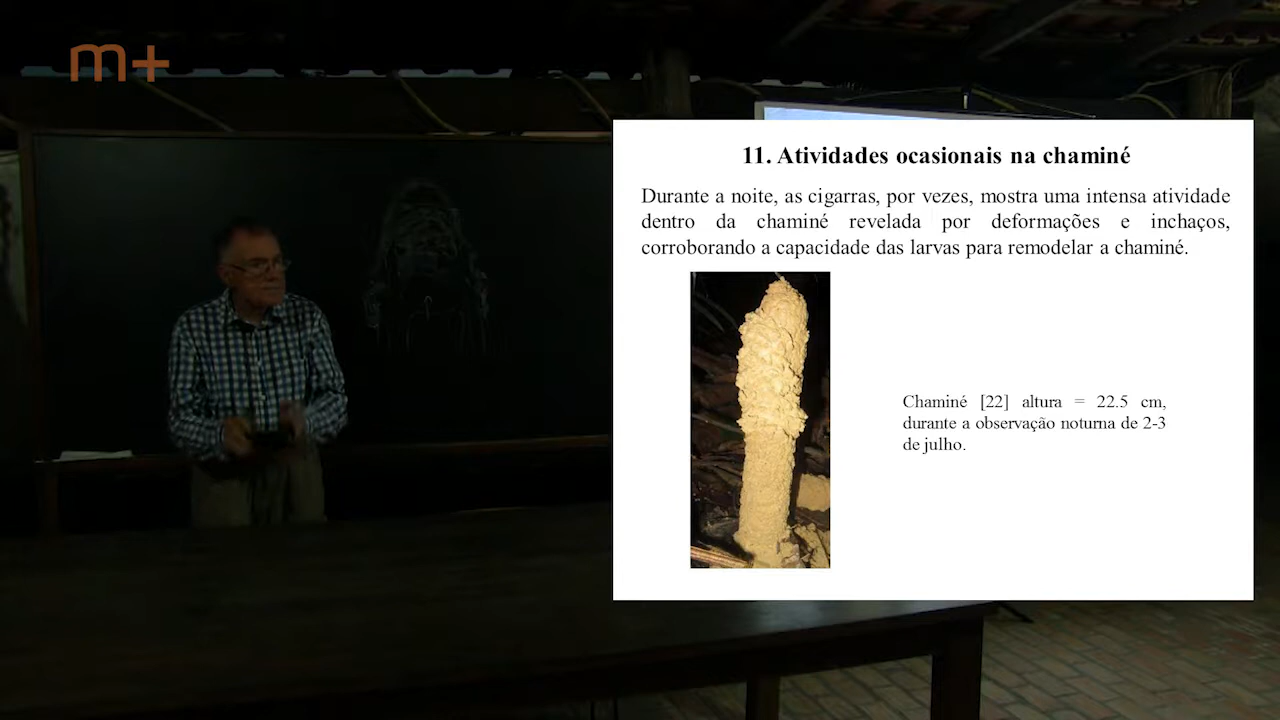 m+
11. Atividades ocasionais na chaminé
Durante a noite, as cigarras, por vezes, mostra uma intensa atividade
dentro da chaminé revelada por deformações e inchaços,
corroborando a capacidade das larvas para remodelar a chaminé.
Chaminé [22] altura = 22.5 cm,
durante a observação noturna de 2-3
de julho.